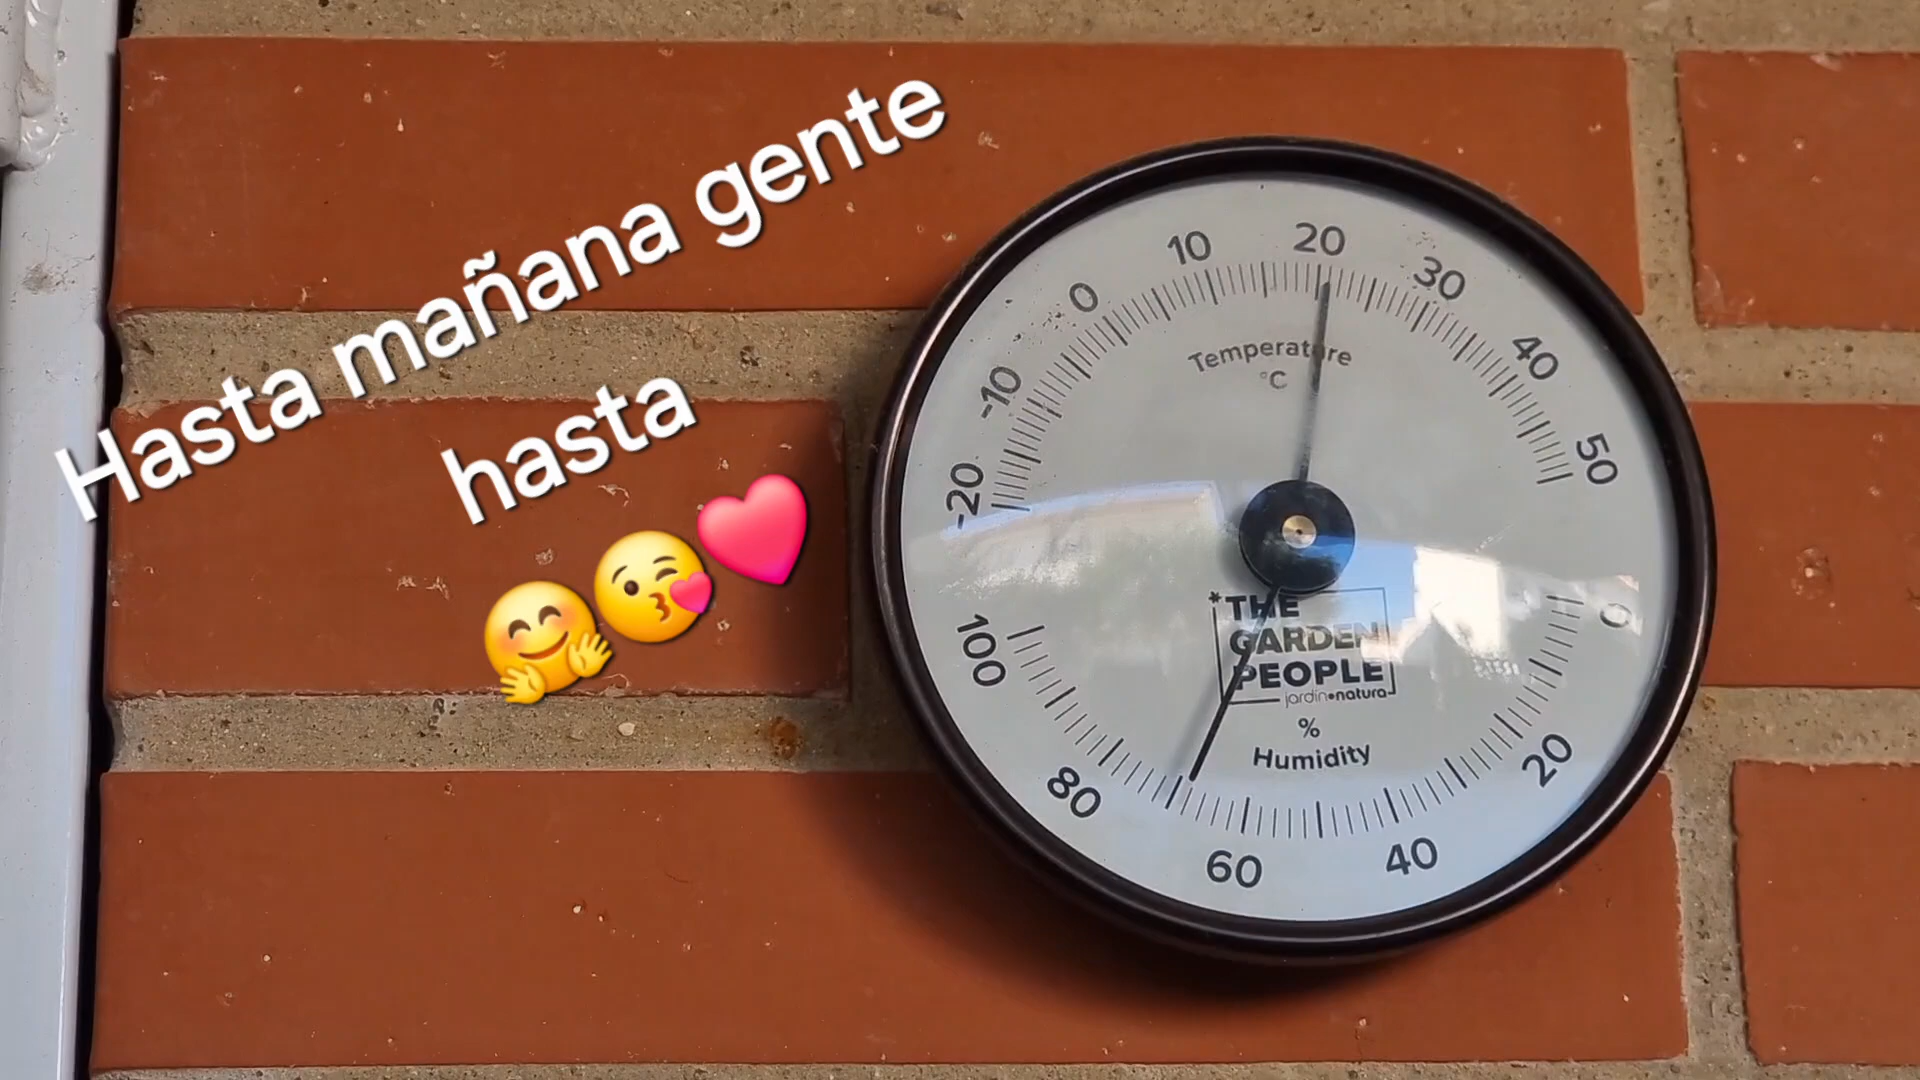 Hasta mañana gente
hasta
🤗😘💕
-20
-10
0
10
20
30
40
50
Temperature
°C
*THE
GARDEN
PEOPLE
jardin•natura
%
Humidity
100
80
60
40
20
0